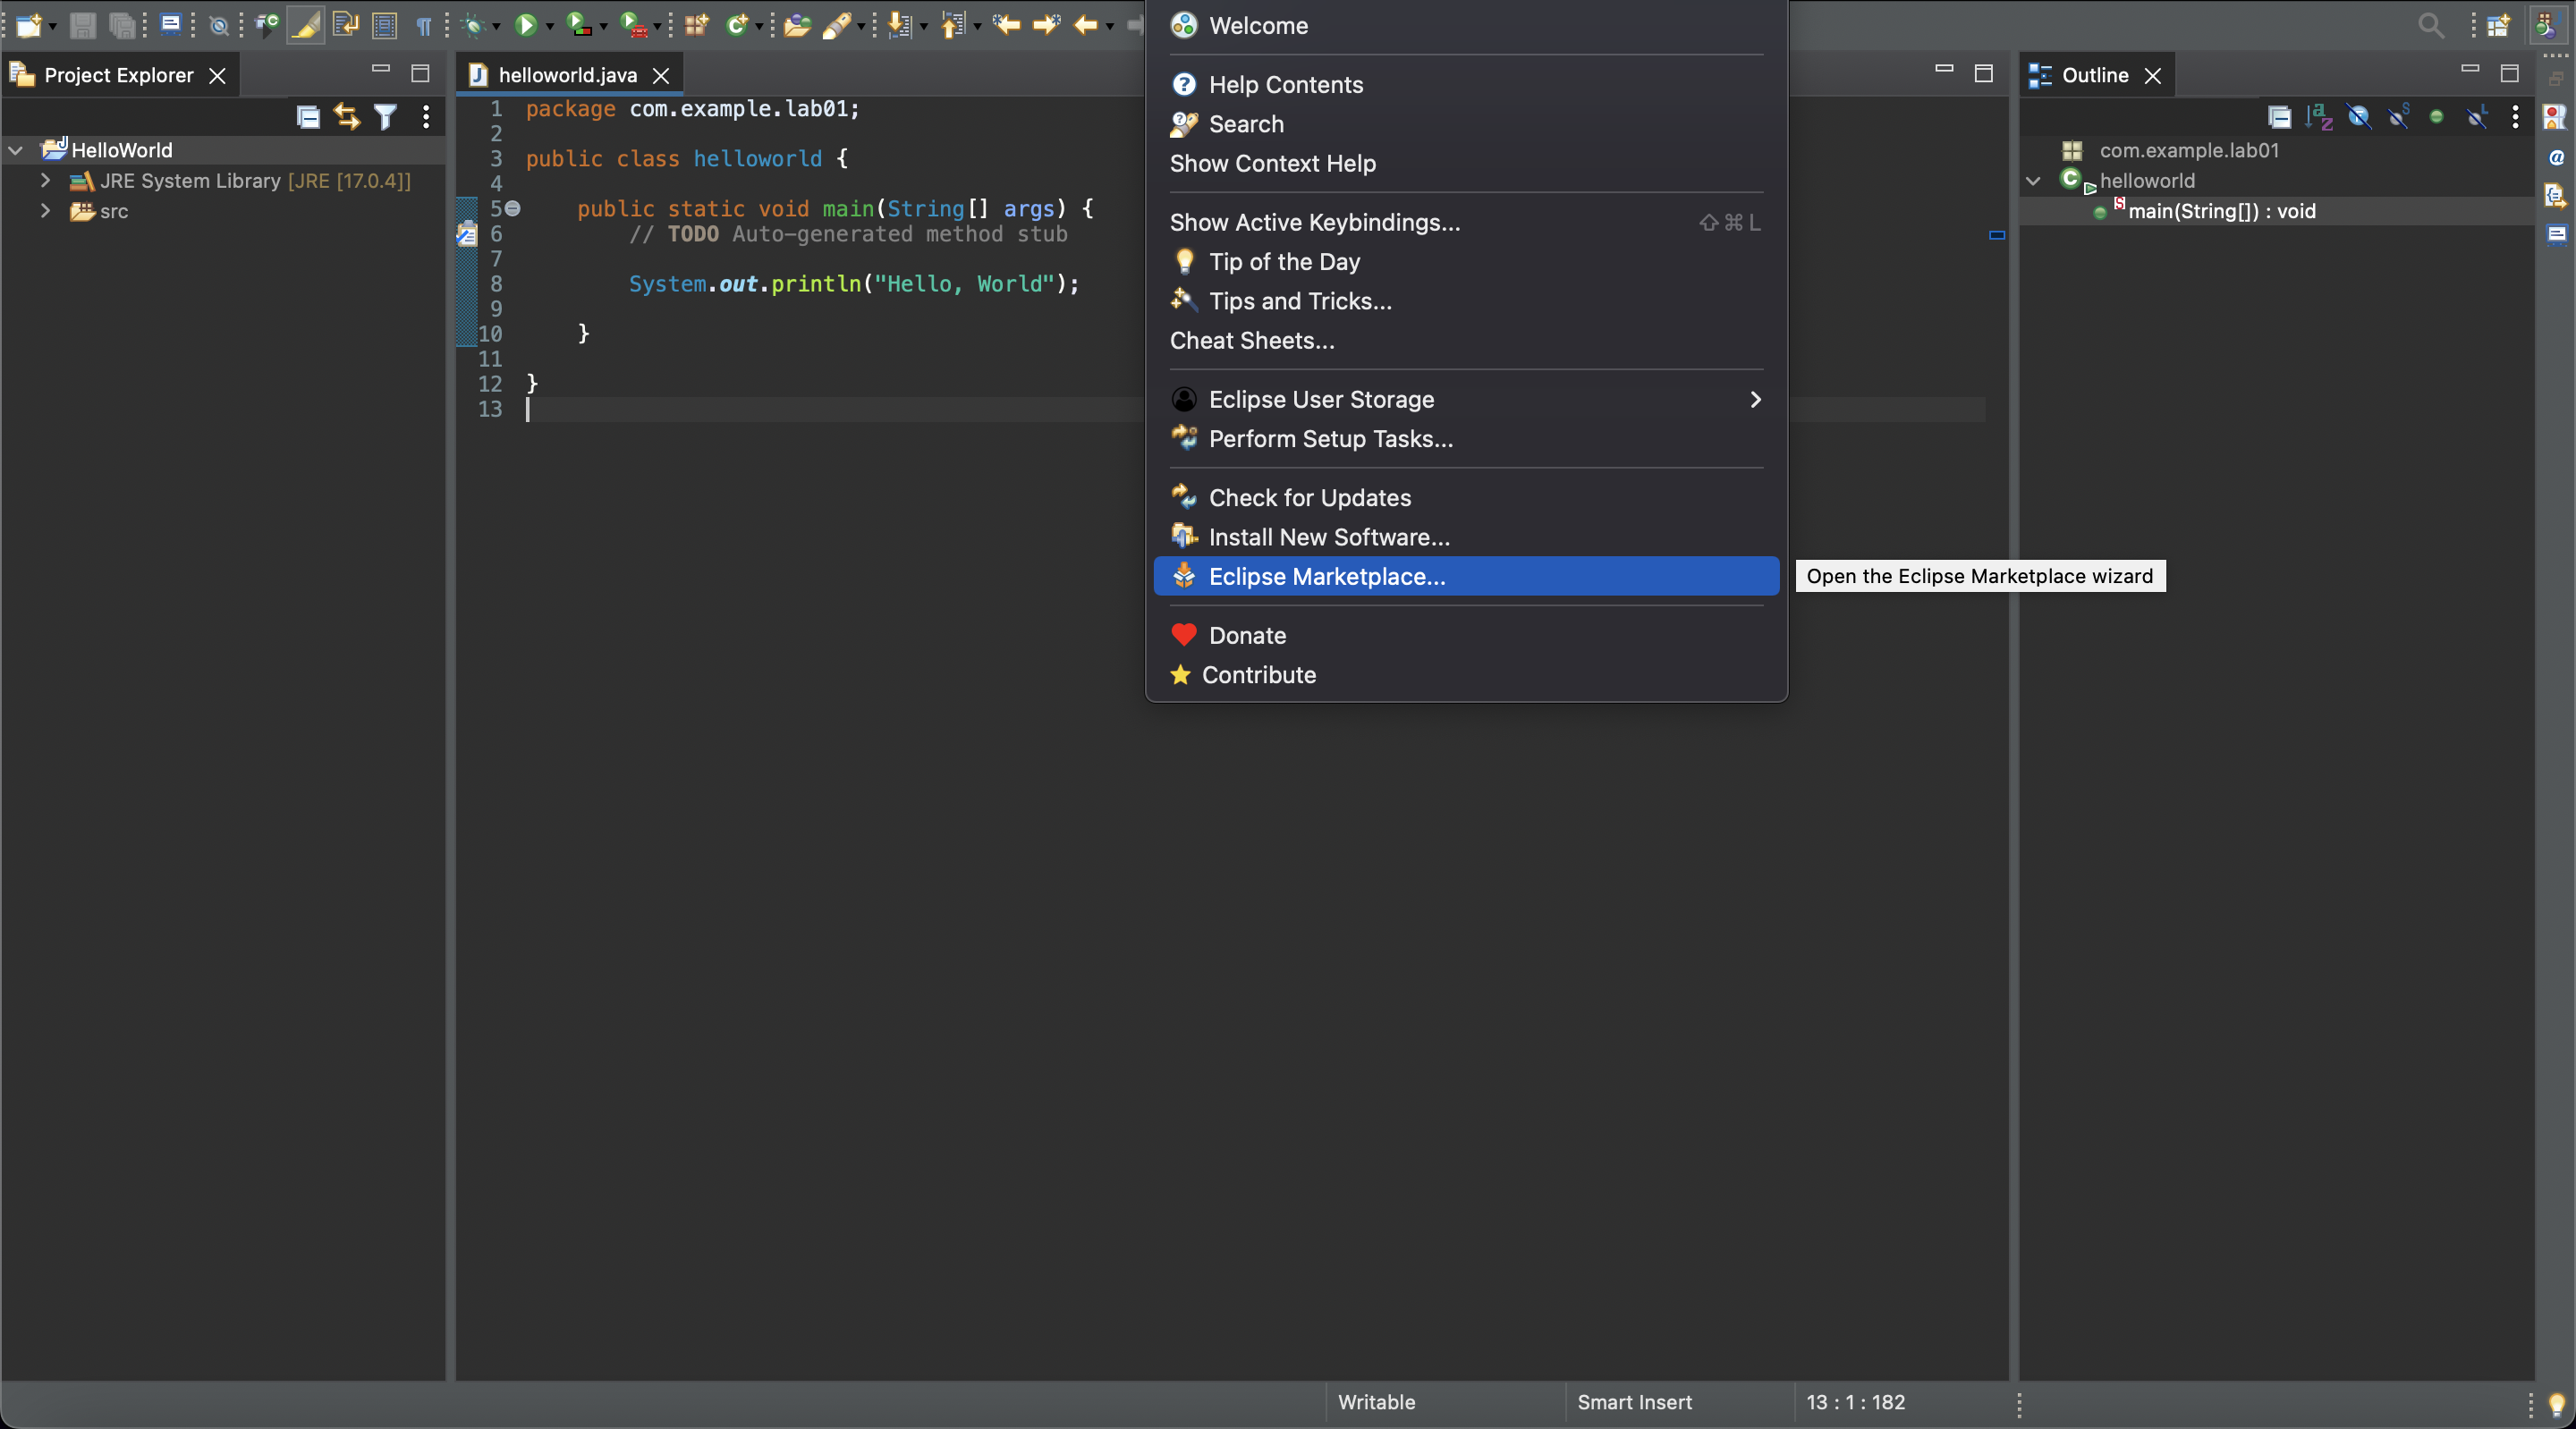 Project Explorer
HelloWorld
JRE System Library [JRE [17.0.4]]
src
helloworld.java
1 package com.example.lab01;
2
3 public class helloworld {
4
5 public static void main(String[] args) {
6 // TODO Auto-generated method stub
7
8 System.out.println("Hello, World");
9
10 }
11
12 }
13
Welcome
Help Contents
Search
Show Context Help
Show Active Keybindings... ⇧⌘L
Tip of the Day
Tips and Tricks...
Cheat Sheets...
Eclipse User Storage
Perform Setup Tasks...
Check for Updates
Install New Software...
Eclipse Marketplace...
Open the Eclipse Marketplace wizard
Donate
Contribute
Outline
com.example.lab01
helloworld
main(String[]) : void
Writable
Smart Insert
13 : 1 : 182